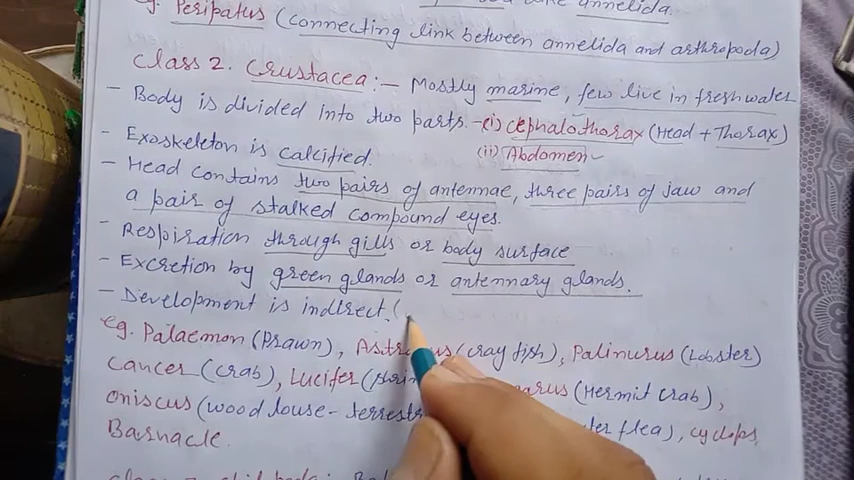 annelida.
eg. Peripatus (connecting link between annelida and arthropoda)
Class 2. Crustacea:- Mostly marine, few live in freshwater
- Body is divided into two parts.-(i) cephalothorax (Head + Thorax)
(ii) Abdomen
- Exoskeleton is calcified.
- Head contains two pairs of antennae, three pairs of jaw and
a pair of stalked compound eyes.
- Respiration through gills or body surface
- Excretion by green glands or antennary glands.
- Development is indirect. (
eg. Palaemon (Prawn), (cray fish), Palinurus (Lobster)
Cancer (crab), Lucifer (Hermit Crab),
Oniscus (wood louse - flea), cyclops,
Barnacle.